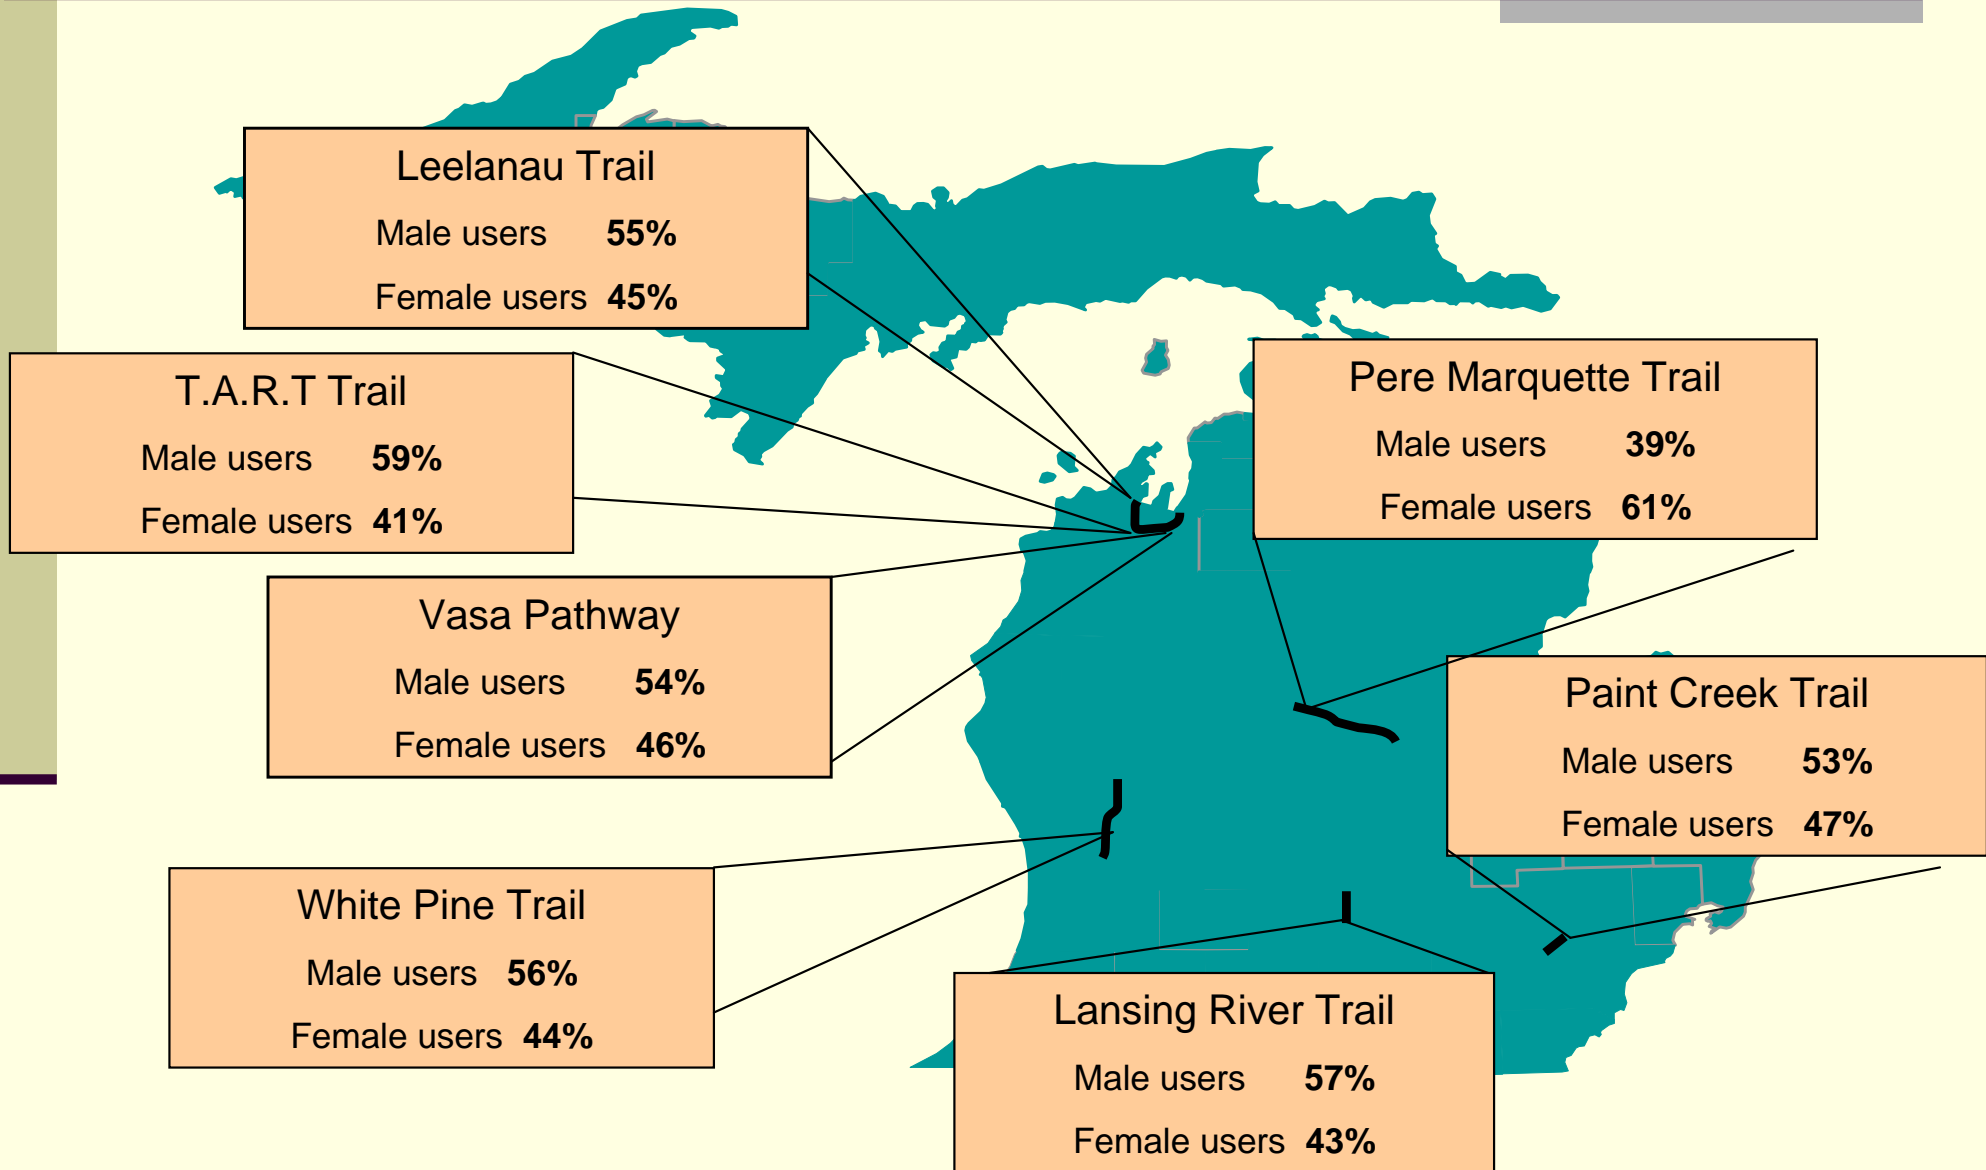 Leelanau Trail
Male users 55%
Female users 45%
T.A.R.T Trail
Male users 59%
Female users 41%
Pere Marquette Trail
Male users 39%
Female users 61%
Vasa Pathway
Male users 54%
Female users 46%
Paint Creek Trail
Male users 53%
Female users 47%
White Pine Trail
Male users 56%
Female users 44%
Lansing River Trail
Male users 57%
Female users 43%